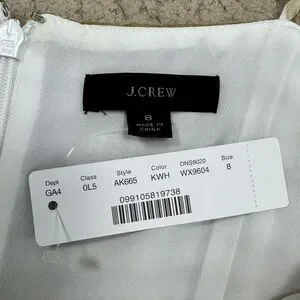 J.CREW
8
MADE IN
CHINA
Dept Class Style Color DNS9020 Size
GA4 0L5 AK665 KWH WX9604 8
099105819738